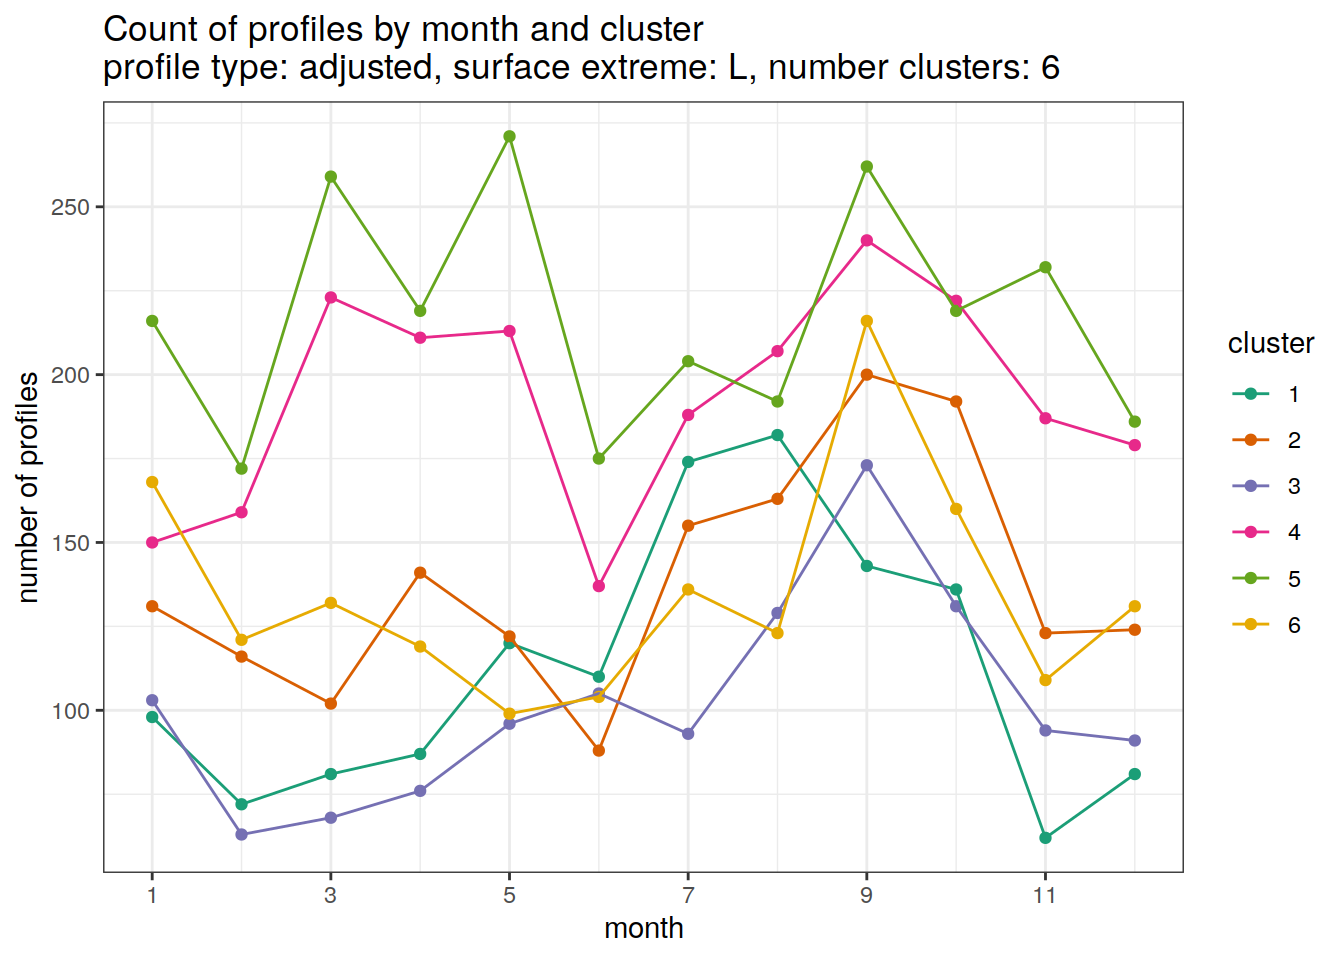 Count of profiles by month and cluster
profile type: adjusted, surface extreme: L, number clusters: 6
250
200
150
100
number of profiles
1 3 5 7 9 11
month
cluster
1
2
3
4
5
6